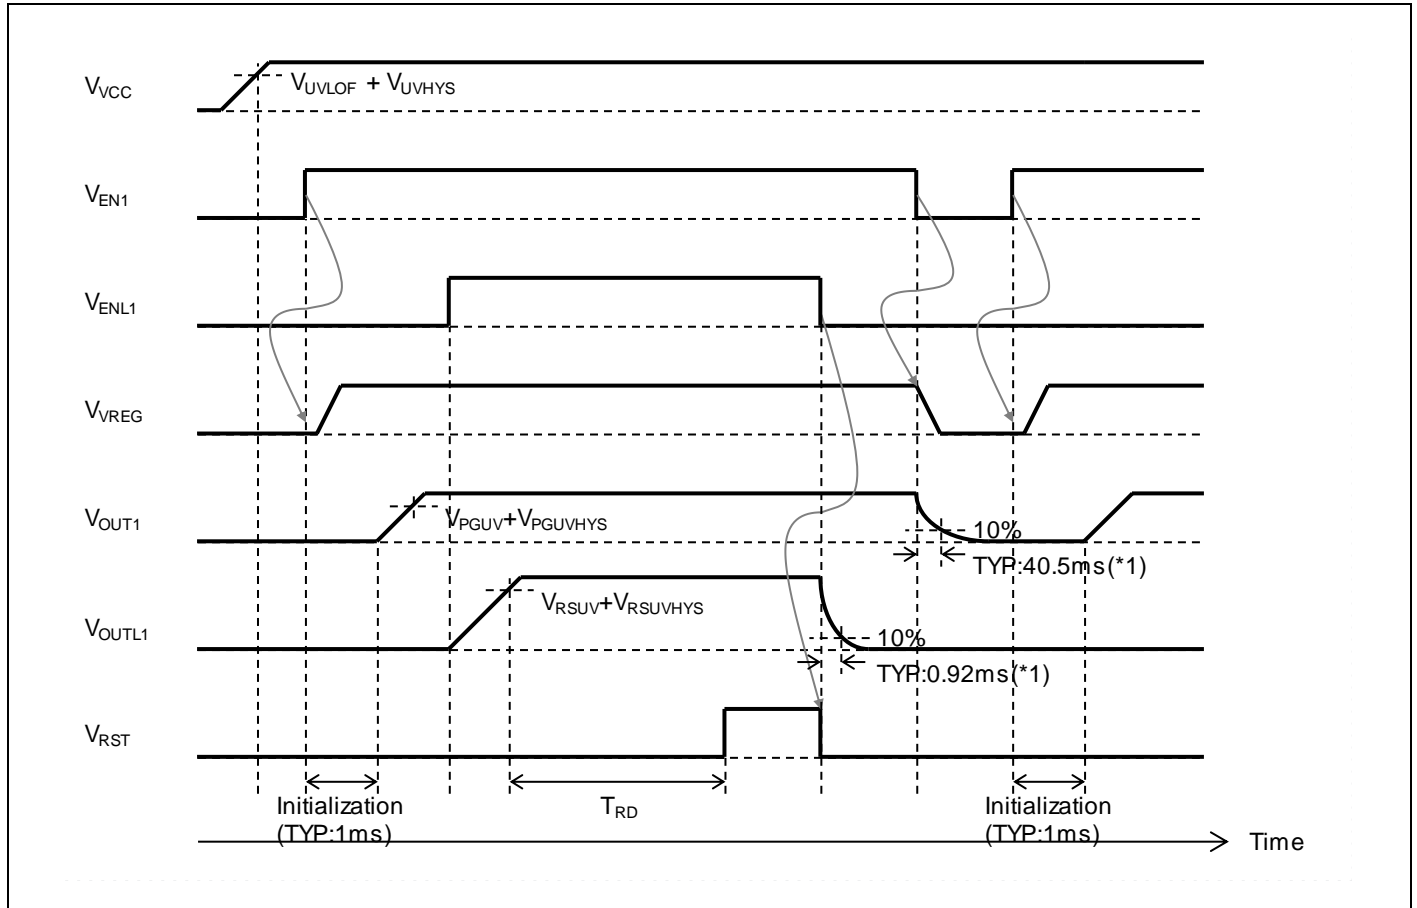 VVCC
VUVLOF + VUVHYS
VEN1
VENL1
VVREG
VOUT1
VPGUV+VPGUVHYS
10%
TYP:40.5ms(*1)
VOUTL1
VRSUV+VRSUVHYS
10%
TYP:0.92ms(*1)
VRST
Initialization
(TYP:1ms)
TRD
Initialization
(TYP:1ms)
Time